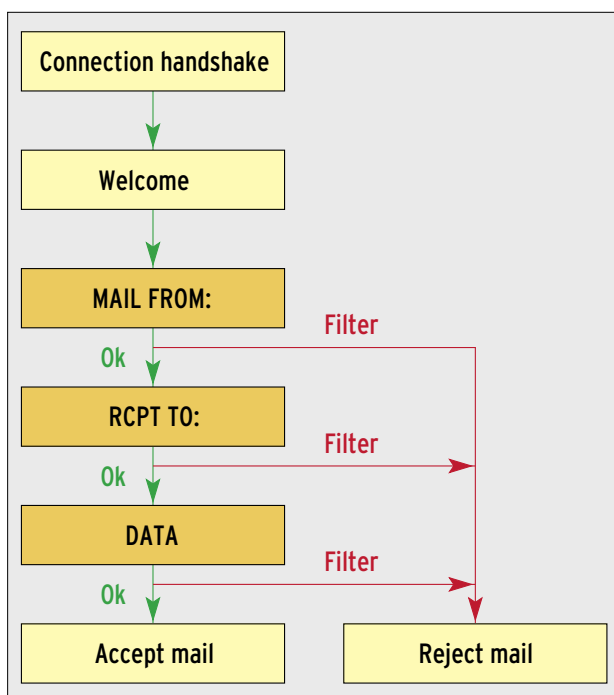 Connection handshake
Welcome
MAIL FROM:
Filter
Ok
RCPT TO:
Filter
Ok
DATA
Filter
Ok
Accept mail
Reject mail